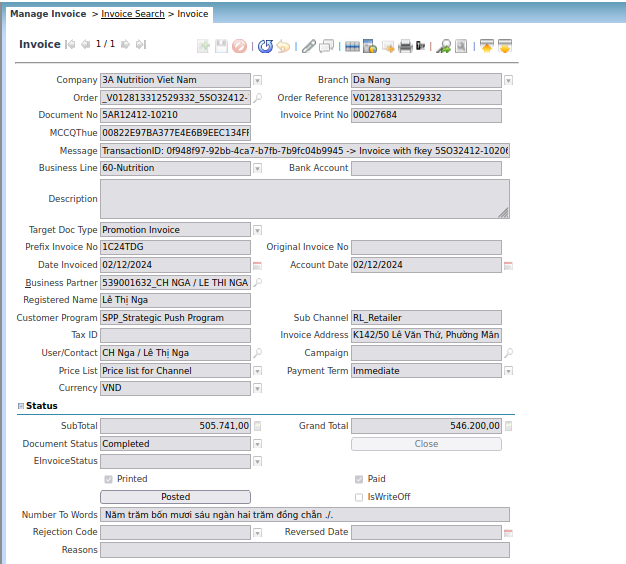 Manage Invoice > Invoice Search > Invoice
Invoice 1 / 1
Company 3A Nutrition Viet Nam Branch Da Nang
Order _V012813312529332_5SO32412- Order Reference V012813312529332
Document No 5AR12412-10210 Invoice Print No 00027684
MCCQThue 00822E97BA377E4E6B9EEC134FF
Message TransactionID: 0f948f97-92bb-4ca7-b7fb-7b9fc04b9945 -> Invoice with fkey 5SO32412-10206
Business Line 60-Nutrition Bank Account
Description
Target Doc Type Promotion Invoice
Prefix Invoice No 1C24TDG Original Invoice No
Date Invoiced 02/12/2024 Account Date 02/12/2024
Business Partner 539001632_CH NGA / LE THI NGA
Registered Name Lê Thị Nga
Customer Program SPP_Strategic Push Program Sub Channel RL_Retailer
Tax ID Invoice Address K142/50 Lê Văn Thứ, Phường Mân
User/Contact CH Nga / Lê Thị Nga Campaign
Price List Price list for Channel Payment Term Immediate
Currency VND
Status
SubTotal 505.741,00 Grand Total 546.200,00
Document Status Completed Close
EInvoiceStatus
Printed Paid
Posted IsWriteOff
Number To Words Năm trăm bốn mươi sáu ngàn hai trăm đồng chẵn ./.
Rejection Code Reversed Date
Reasons